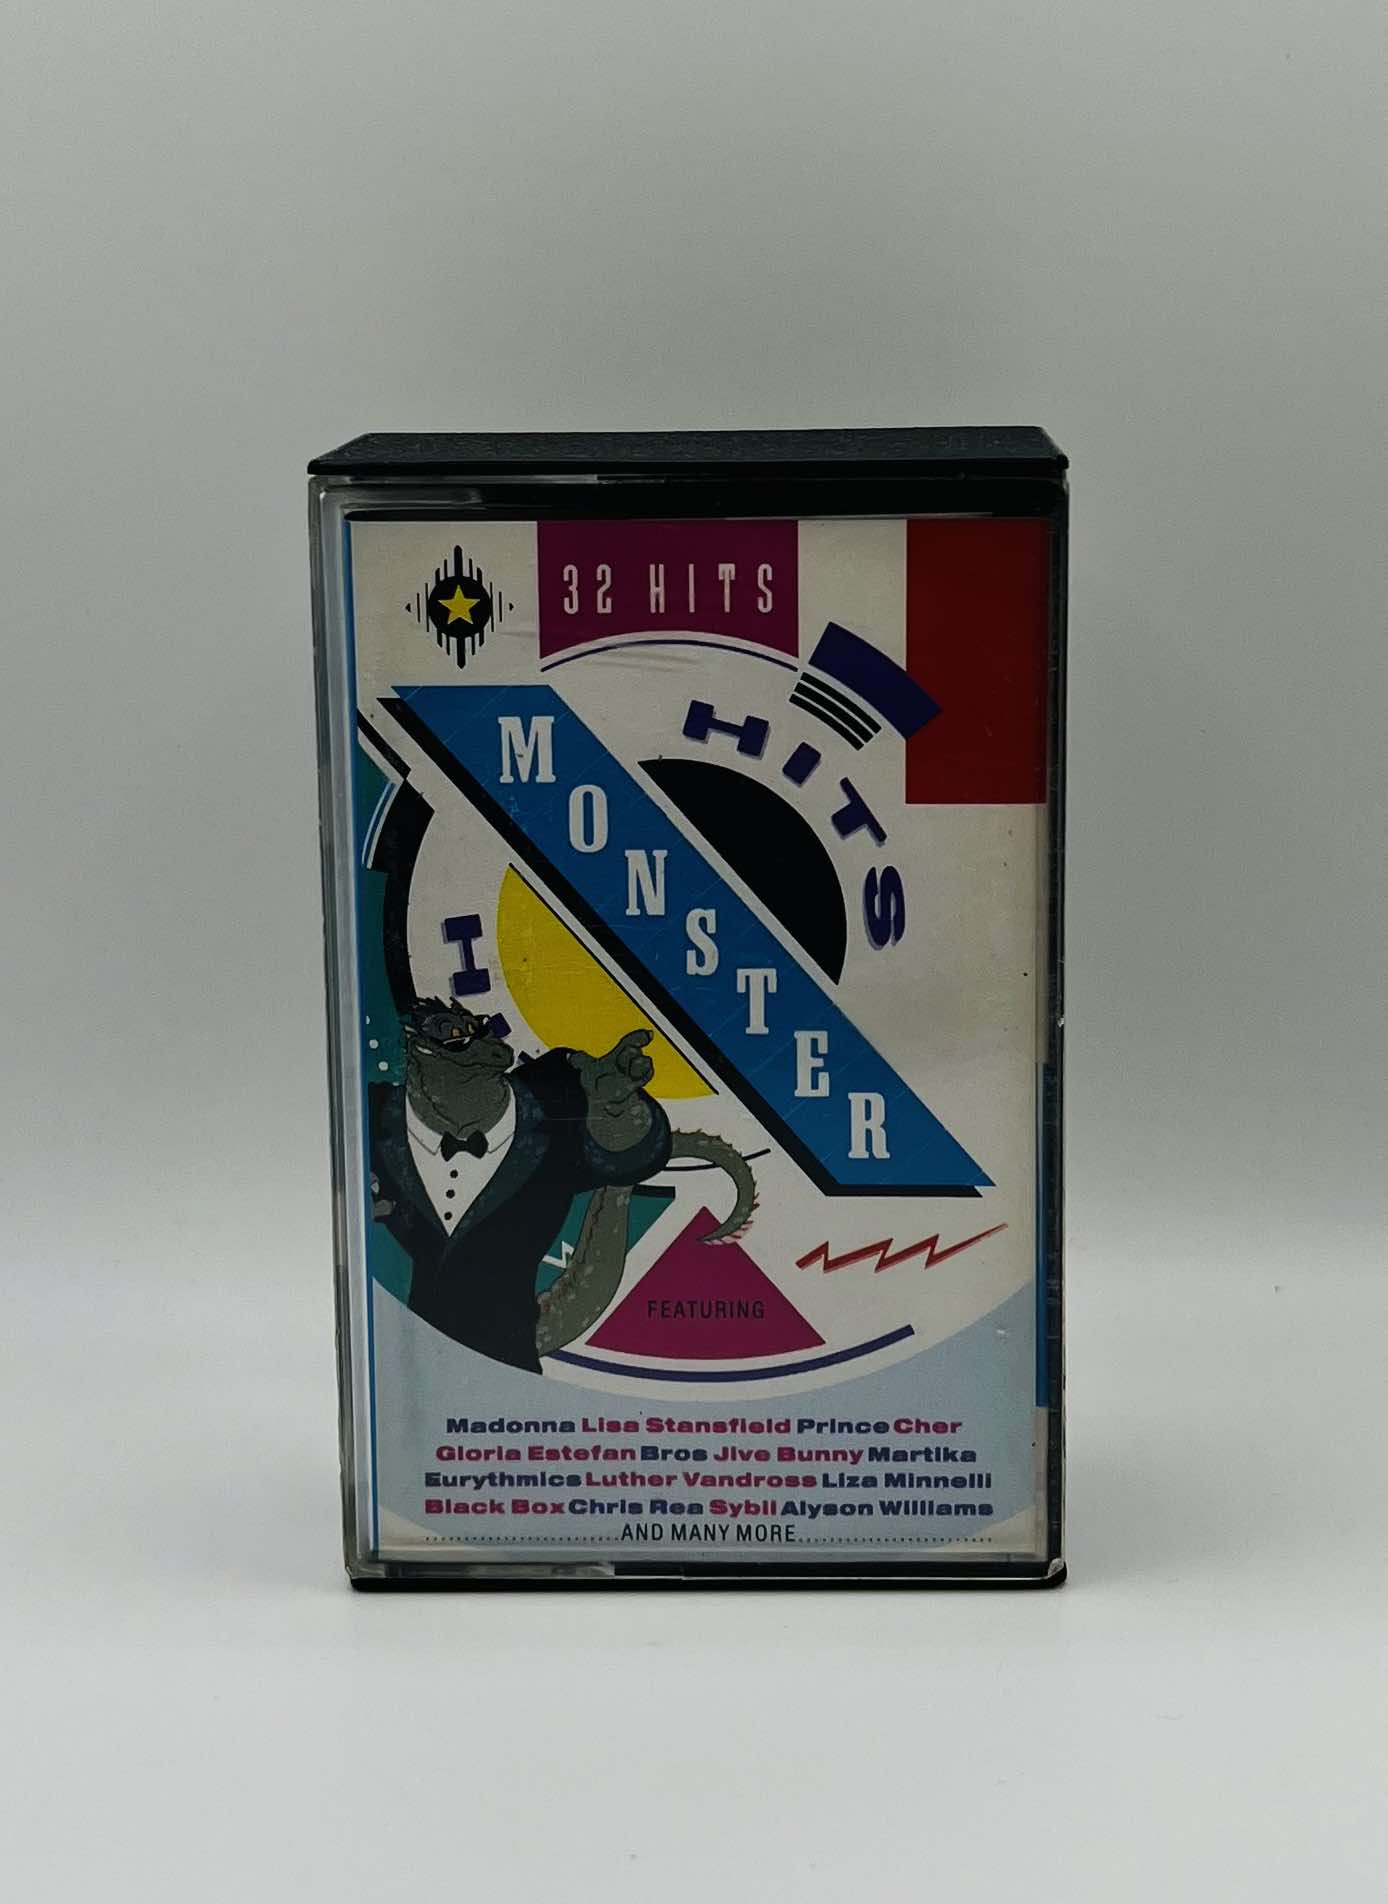 32 HITS
HITS
MONSTER
FEATURING
Madonna Lisa Stansfield Prince Cher
Gloria Estefan Bros Jive Bunny Martika
Eurythmics Luther Vandross Liza Minnelli
Black Box Chris Rea Sybil Alyson Williams
AND MANY MORE